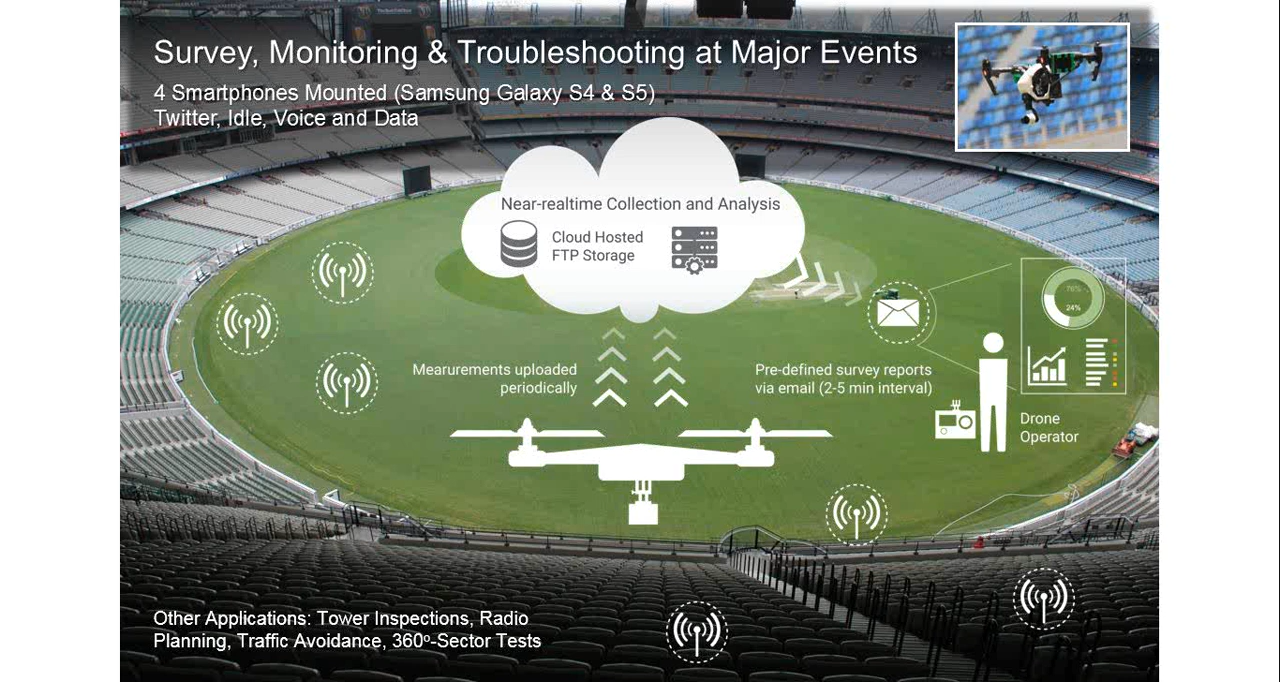 Survey, Monitoring & Troubleshooting at Major Events
4 Smartphones Mounted (Samsung Galaxy S4 & S5)
Twitter, Idle, Voice and Data
Near-realtime Collection and Analysis
Cloud Hosted
FTP Storage
Mearurements uploaded
periodically
Pre-defined survey reports
via email (2-5 min interval)
76%
24%
Drone
Operator
Other Applications: Tower Inspections, Radio
Planning, Traffic Avoidance, 360º-Sector Tests